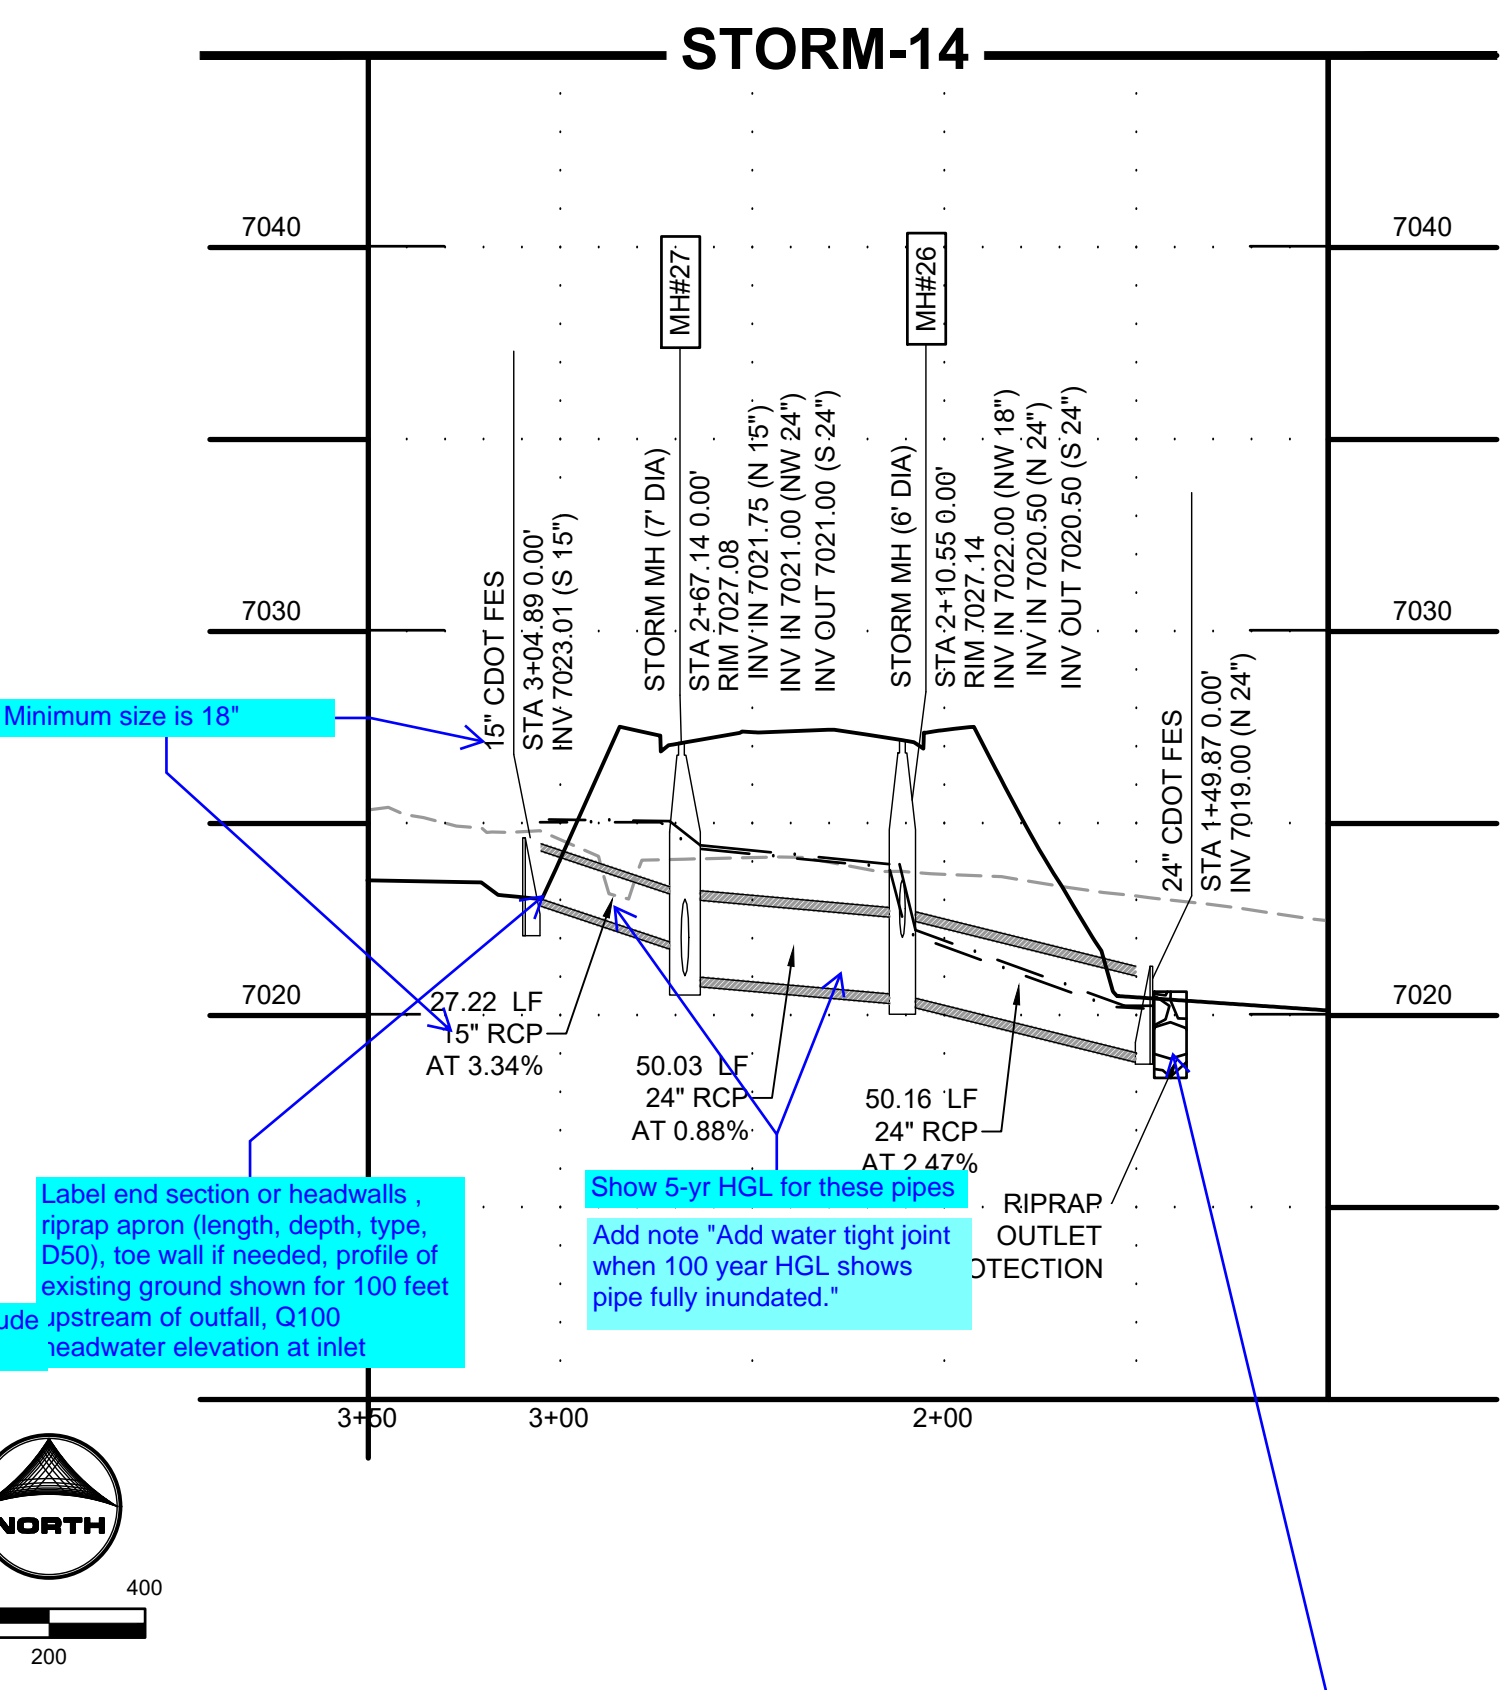 STORM-14
7040
7040
MH#27
MH#26
15" CDOT FES
STA 3+04.89 0.00'
INV 7023.01 (S 15")
STORM MH (7' DIA)
STA 2+67.14 0.00'
RIM 7027.08
INV IN 7021.75 (N 15")
INV IN 7021.00 (NW 24")
INV OUT 7021.00 (S 24")
STORM MH (6' DIA)
STA 2+10.55 0.00'
RIM 7027.14
INV IN 7022.00 (NW 18")
INV IN 7020.50 (N 24")
INV OUT 7020.50 (S 24")
24" CDOT FES
STA 1+49.87 0.00'
INV 7019.00 (N 24")
7030
7030
Minimum size is 18"
7020
7020
27.22 LF
15" RCP
AT 3.34%
50.03 LF
24" RCP
AT 0.88%
50.16 LF
24" RCP
AT 2.47%
RIPRAP
OUTLET
OTECTION
Label end section or headwalls ,
riprap apron (length, depth, type,
D50), toe wall if needed, profile of
existing ground shown for 100 feet
upstream of outfall, Q100
headwater elevation at inlet
ude
Show 5-yr HGL for these pipes
Add note "Add water tight joint
when 100 year HGL shows
pipe fully inundated."
3+50
3+00
2+00
NORTH
400
200